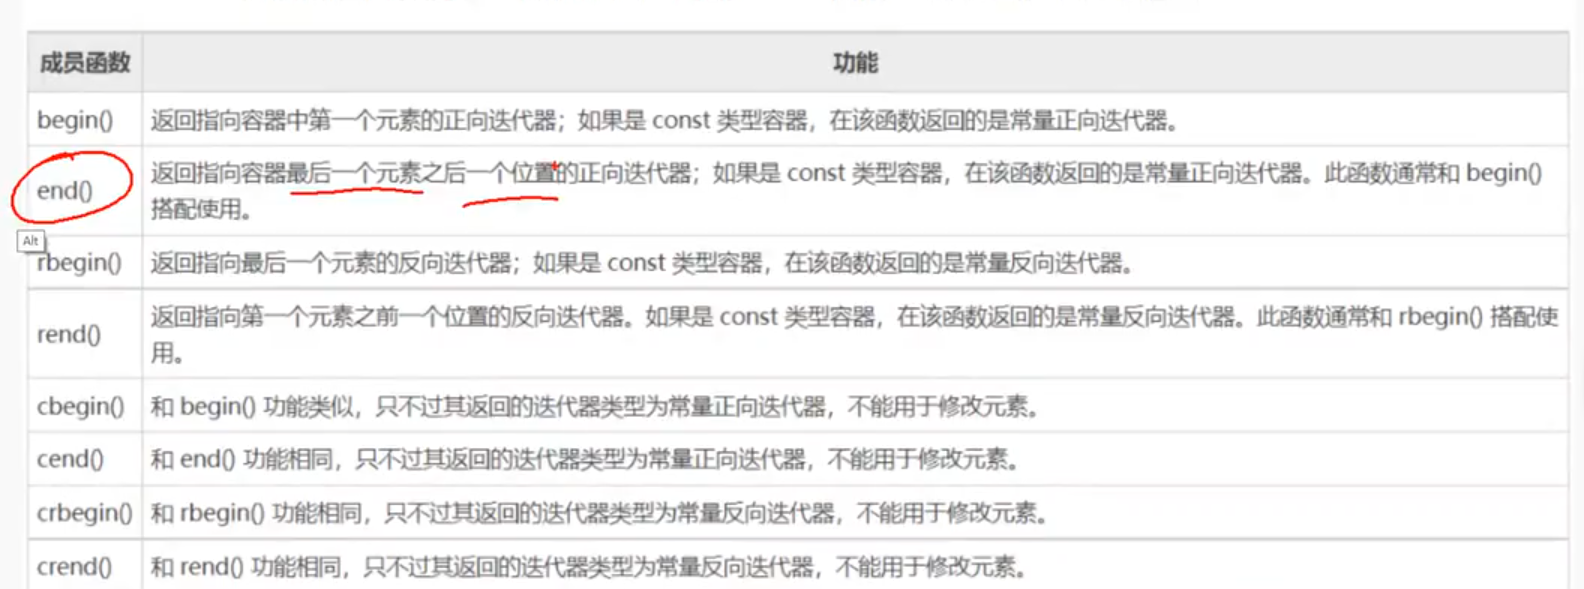 成员函数 功能
begin() 返回指向容器中第一个元素的正向迭代器；如果是 const 类型容器，在该函数返回的是常量正向迭代器。
end() 返回指向容器最后一个元素之后一个位置的正向迭代器；如果是 const 类型容器，在该函数返回的是常量正向迭代器。此函数通常和 begin()
搭配使用。
Alt
rbegin() 返回指向最后一个元素的反向迭代器；如果是 const 类型容器，在该函数返回的是常量反向迭代器。
rend() 返回指向第一个元素之前一个位置的反向迭代器。如果是 const 类型容器，在该函数返回的是常量反向迭代器。此函数通常和 rbegin() 搭配使
用。
cbegin() 和 begin() 功能类似，只不过其返回的迭代器类型为常量正向迭代器，不能用于修改元素。
cend() 和 end() 功能相同，只不过其返回的迭代器类型为常量正向迭代器，不能用于修改元素。
crbegin() 和 rbegin() 功能相同，只不过其返回的迭代器类型为常量反向迭代器，不能用于修改元素。
crend() 和 rend() 功能相同，只不过其返回的迭代器类型为常量反向迭代器，不能用于修改元素。